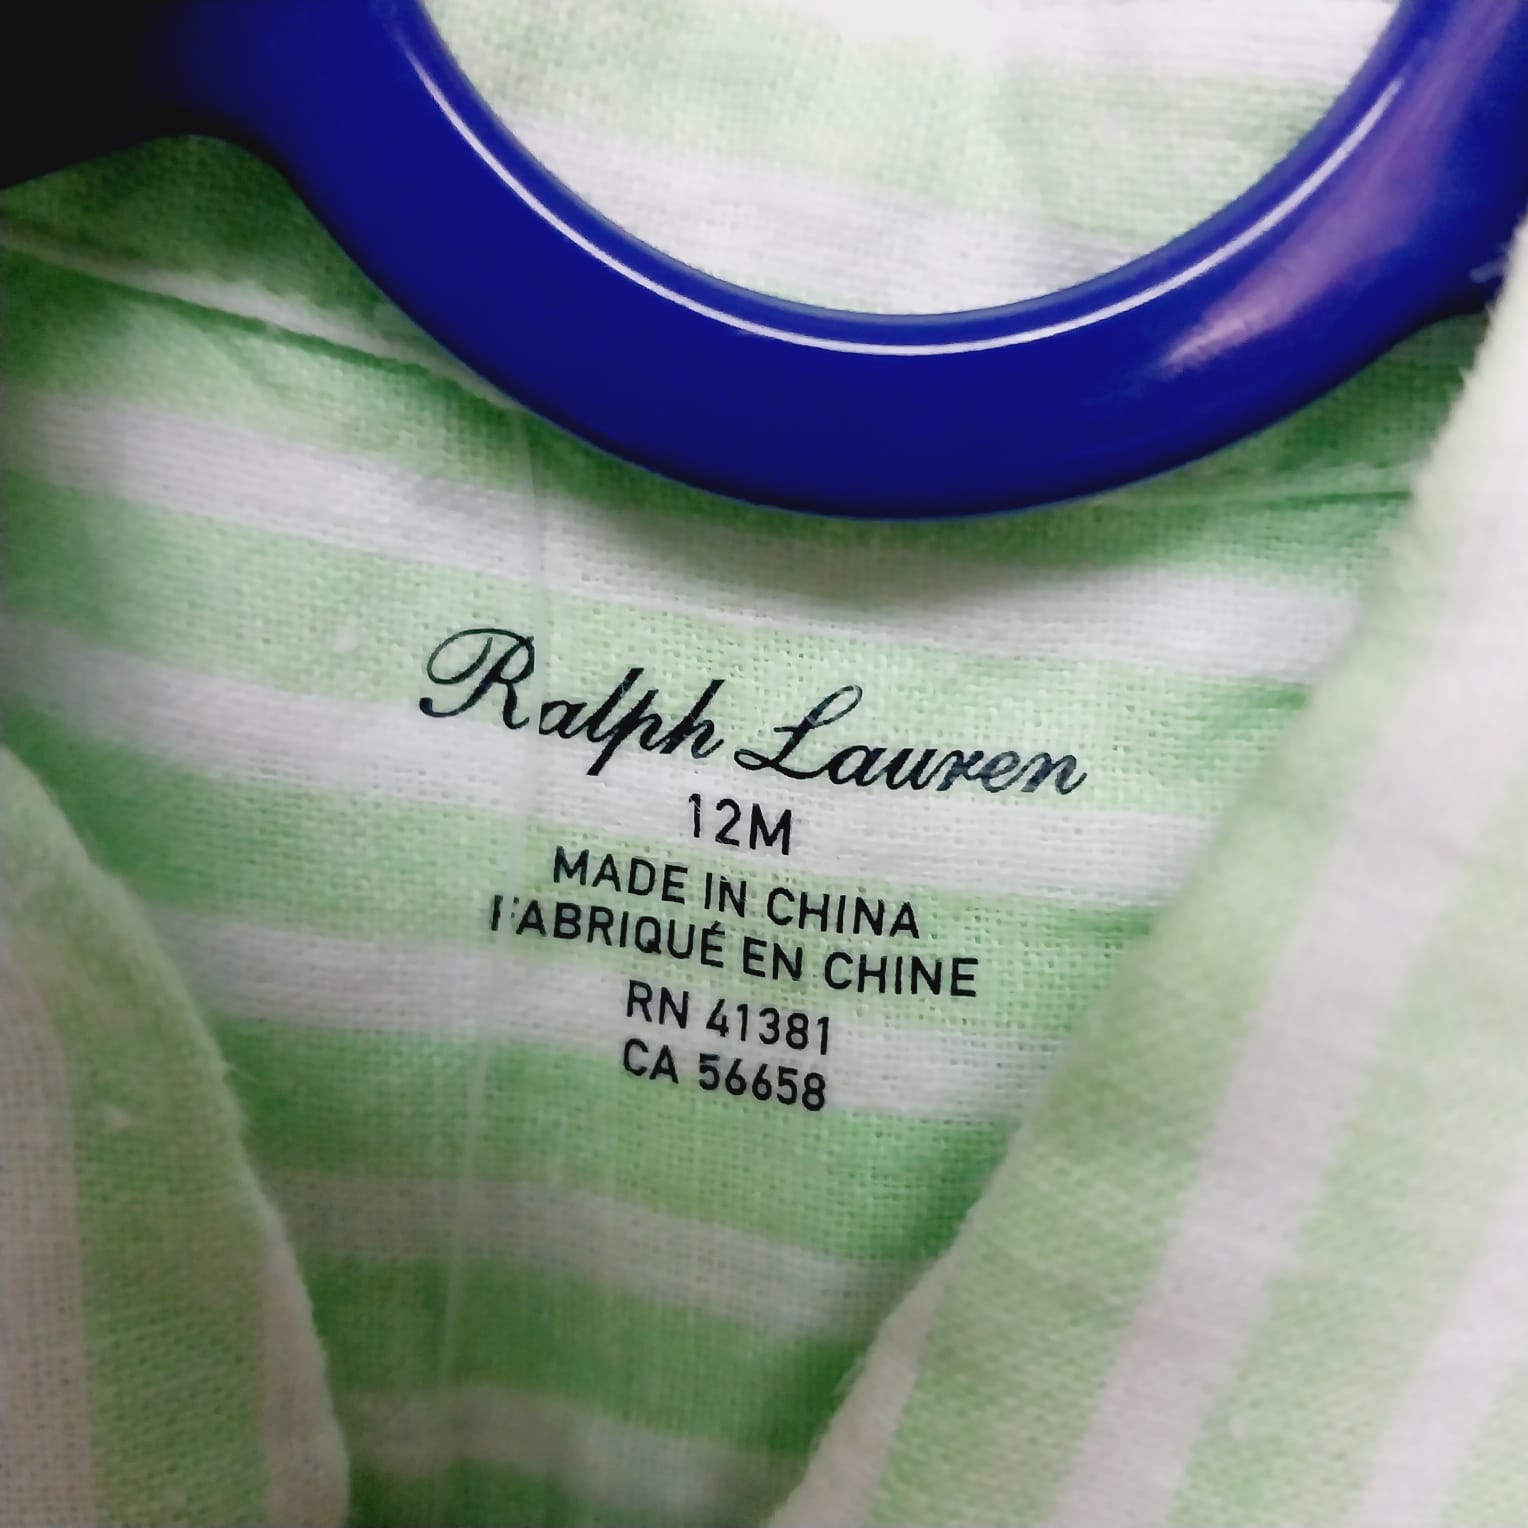 Ralph Lauren
12M
MADE IN CHINA
FABRIQUÉ EN CHINE
RN 41381
CA 56658